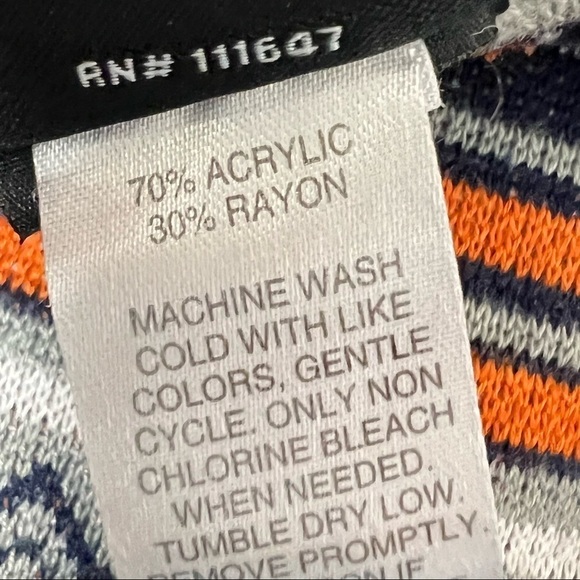 RN# 111647
70% ACRYLIC
30% RAYON
MACHINE WASH
COLD WITH LIKE
COLORS, GENTLE
CYCLE. ONLY NON
CHLORINE BLEACH
WHEN NEEDED.
TUMBLE DRY LOW.
REMOVE PROMPTLY.